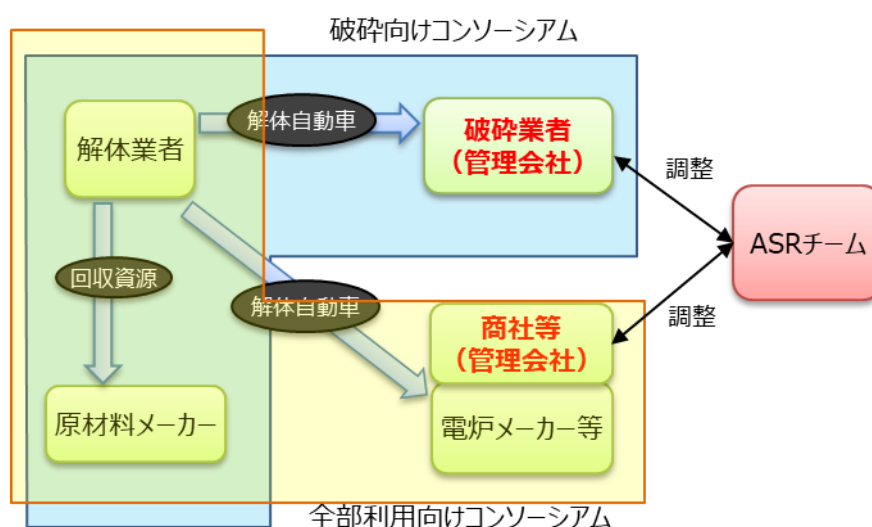 破砕向けコンソーシアム
解体業者
解体自動車
破砕業者
（管理会社）
調整
ASRチーム
回収資源
解体自動車
商社等
（管理会社）
調整
原材料メーカー
電炉メーカー等
全部利用向けコンソーシアム